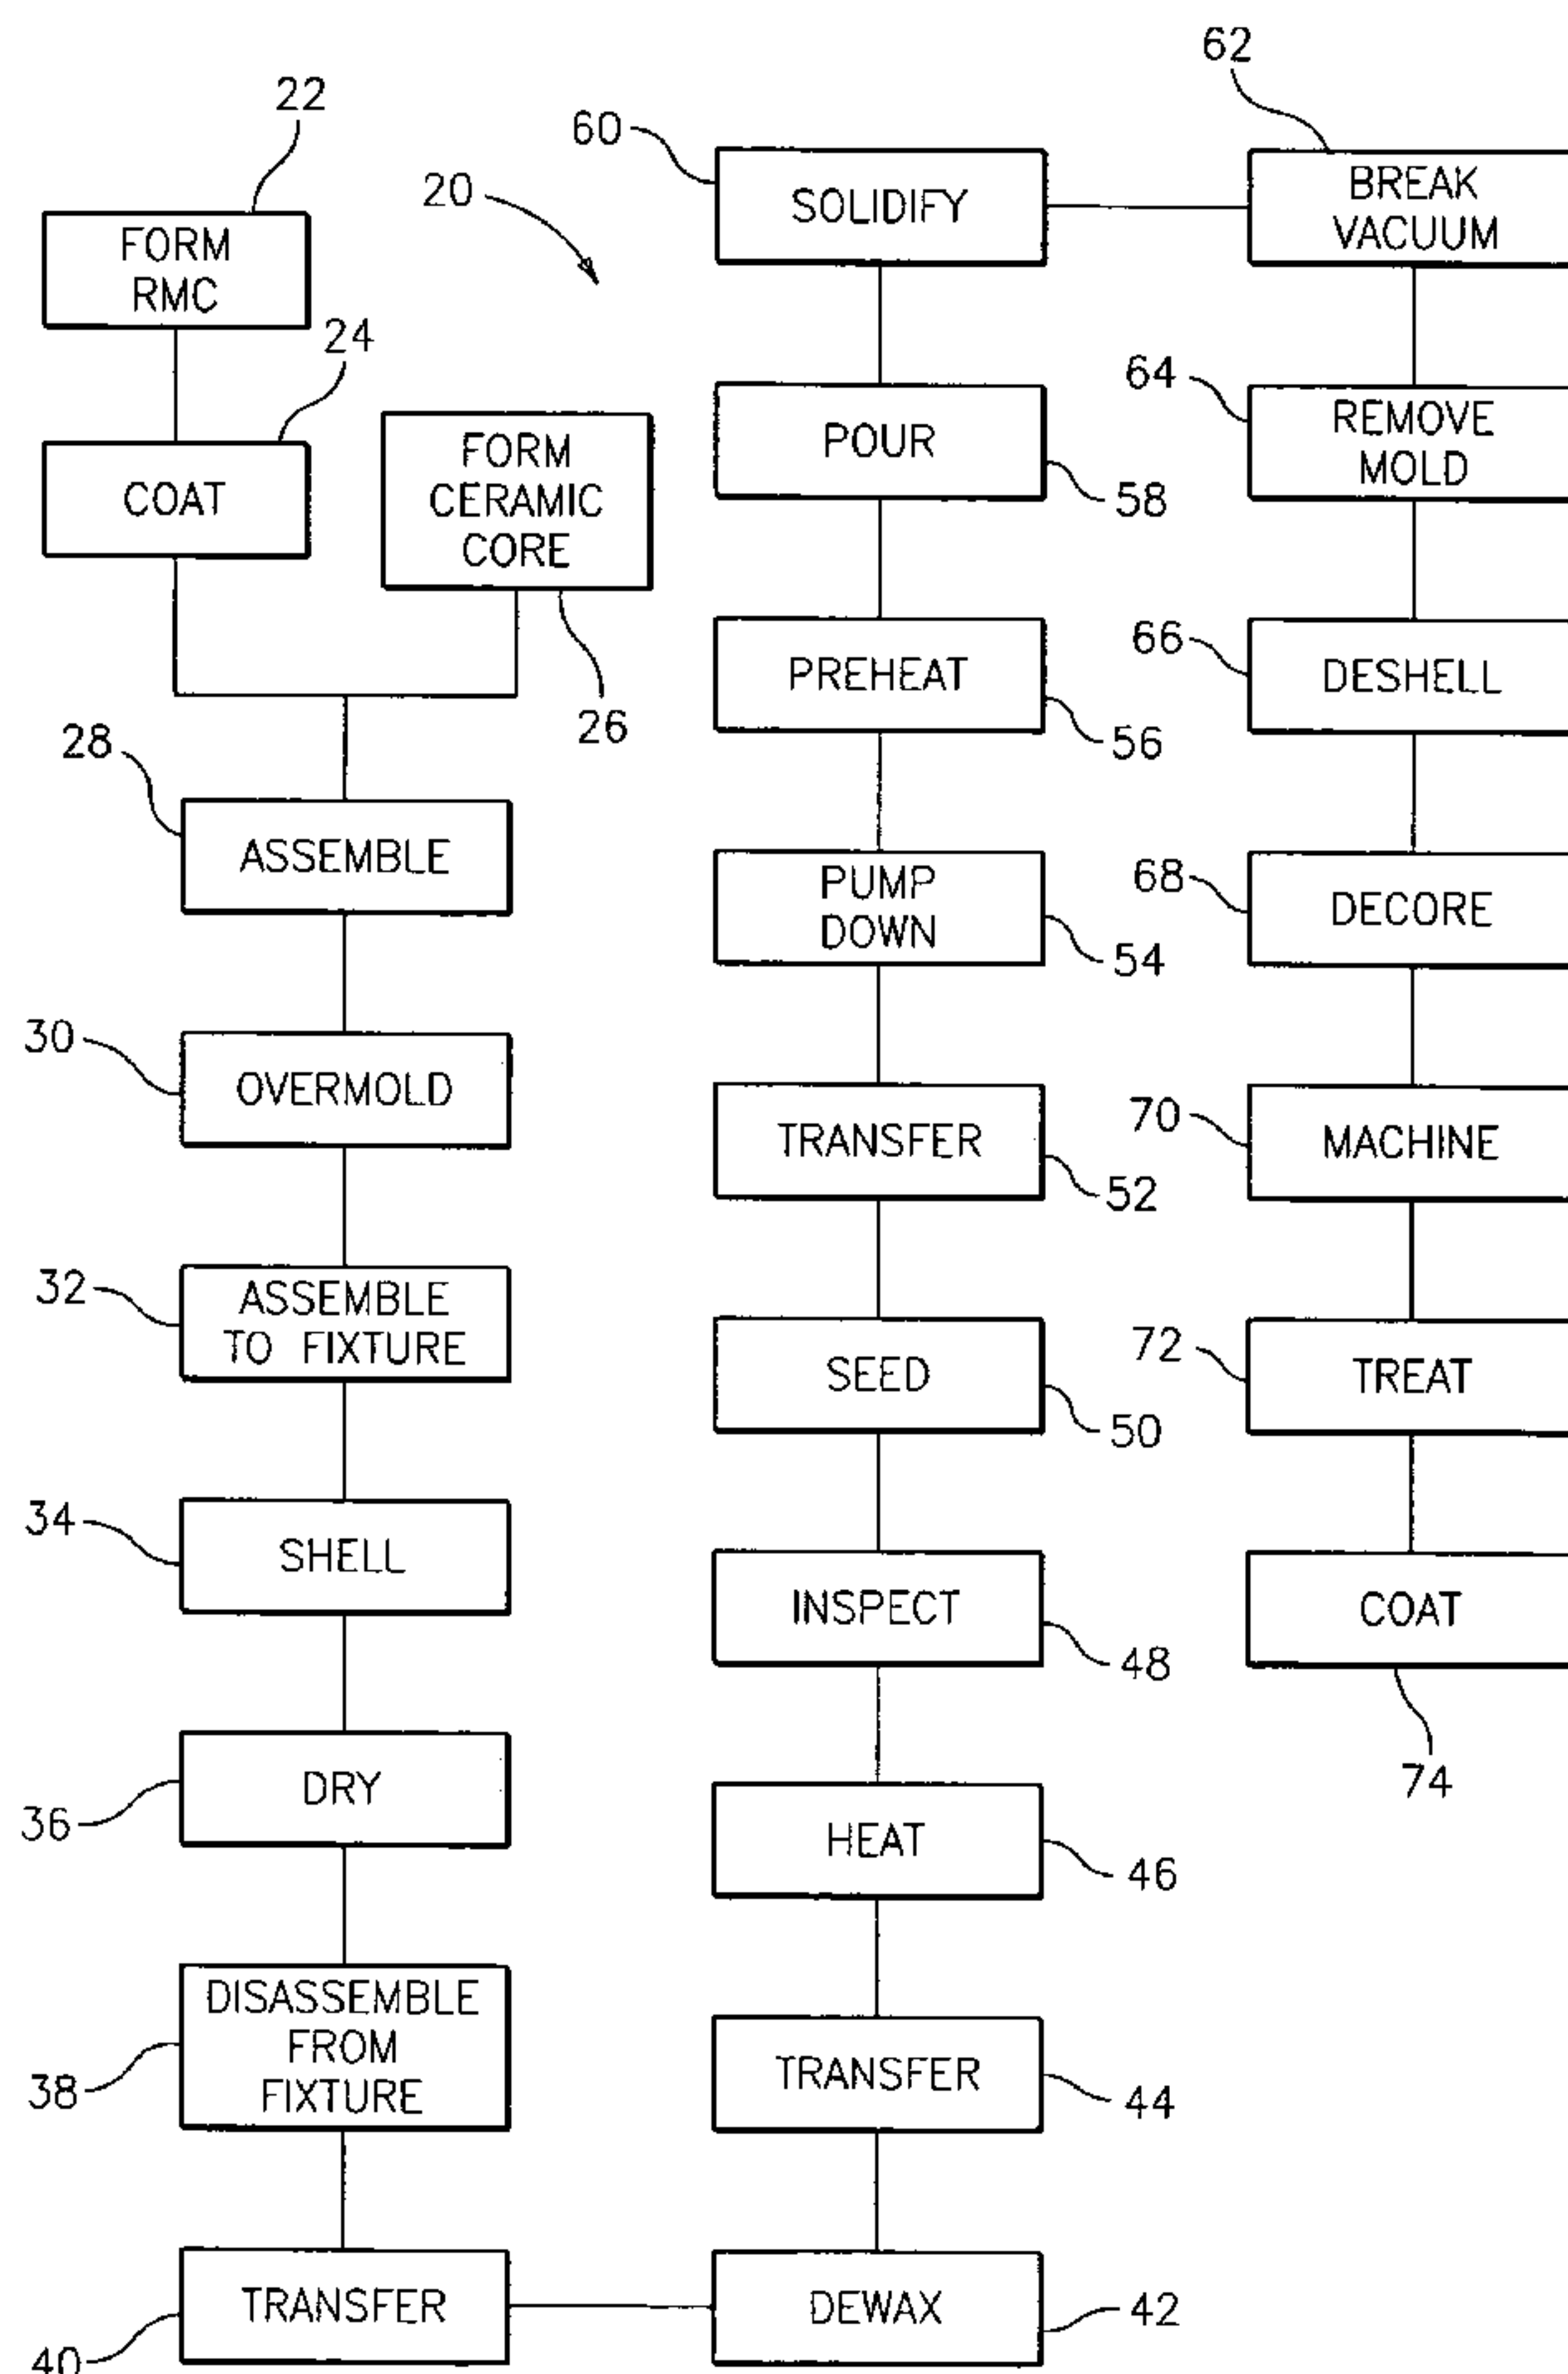 22
FORM
RMC
24
COAT
20
FORM
CERAMIC
CORE
26
28
ASSEMBLE
30
OVERMOLD
32
ASSEMBLE
TO FIXTURE
34
SHELL
36
DRY
38
DISASSEMBLE
FROM
FIXTURE
40
TRANSFER
DEWAX
42
TRANSFER
44
HEAT
46
INSPECT
48
SEED
50
TRANSFER
52
PUMP
DOWN
54
PREHEAT
56
POUR
58
60
SOLIDIFY
62
BREAK
VACUUM
64
REMOVE
MOLD
66
DESHELL
68
DECORE
70
MACHINE
72
TREAT
COAT
74